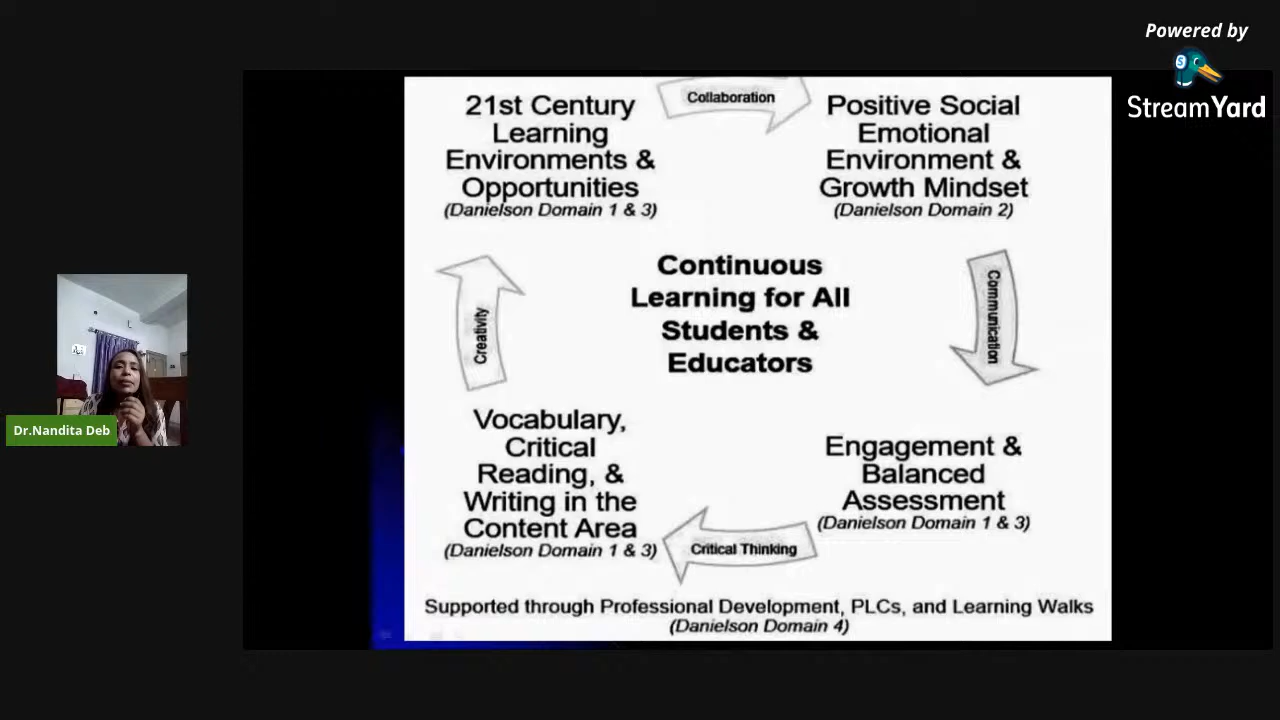 Powered by
StreamYard
Collaboration
21st Century
Learning
Environments &
Opportunities
(Danielson Domain 1 & 3)
Positive Social
Emotional
Environment &
Growth Mindset
(Danielson Domain 2)
Communication
Continuous
Learning for All
Students &
Educators
Creativity
Vocabulary,
Critical
Reading, &
Writing in the
Content Area
(Danielson Domain 1 & 3)
Engagement &
Balanced
Assessment
(Danielson Domain 1 & 3)
Critical Thinking
Supported through Professional Development, PLCs, and Learning Walks
(Danielson Domain 4)
Dr.Nandita Deb